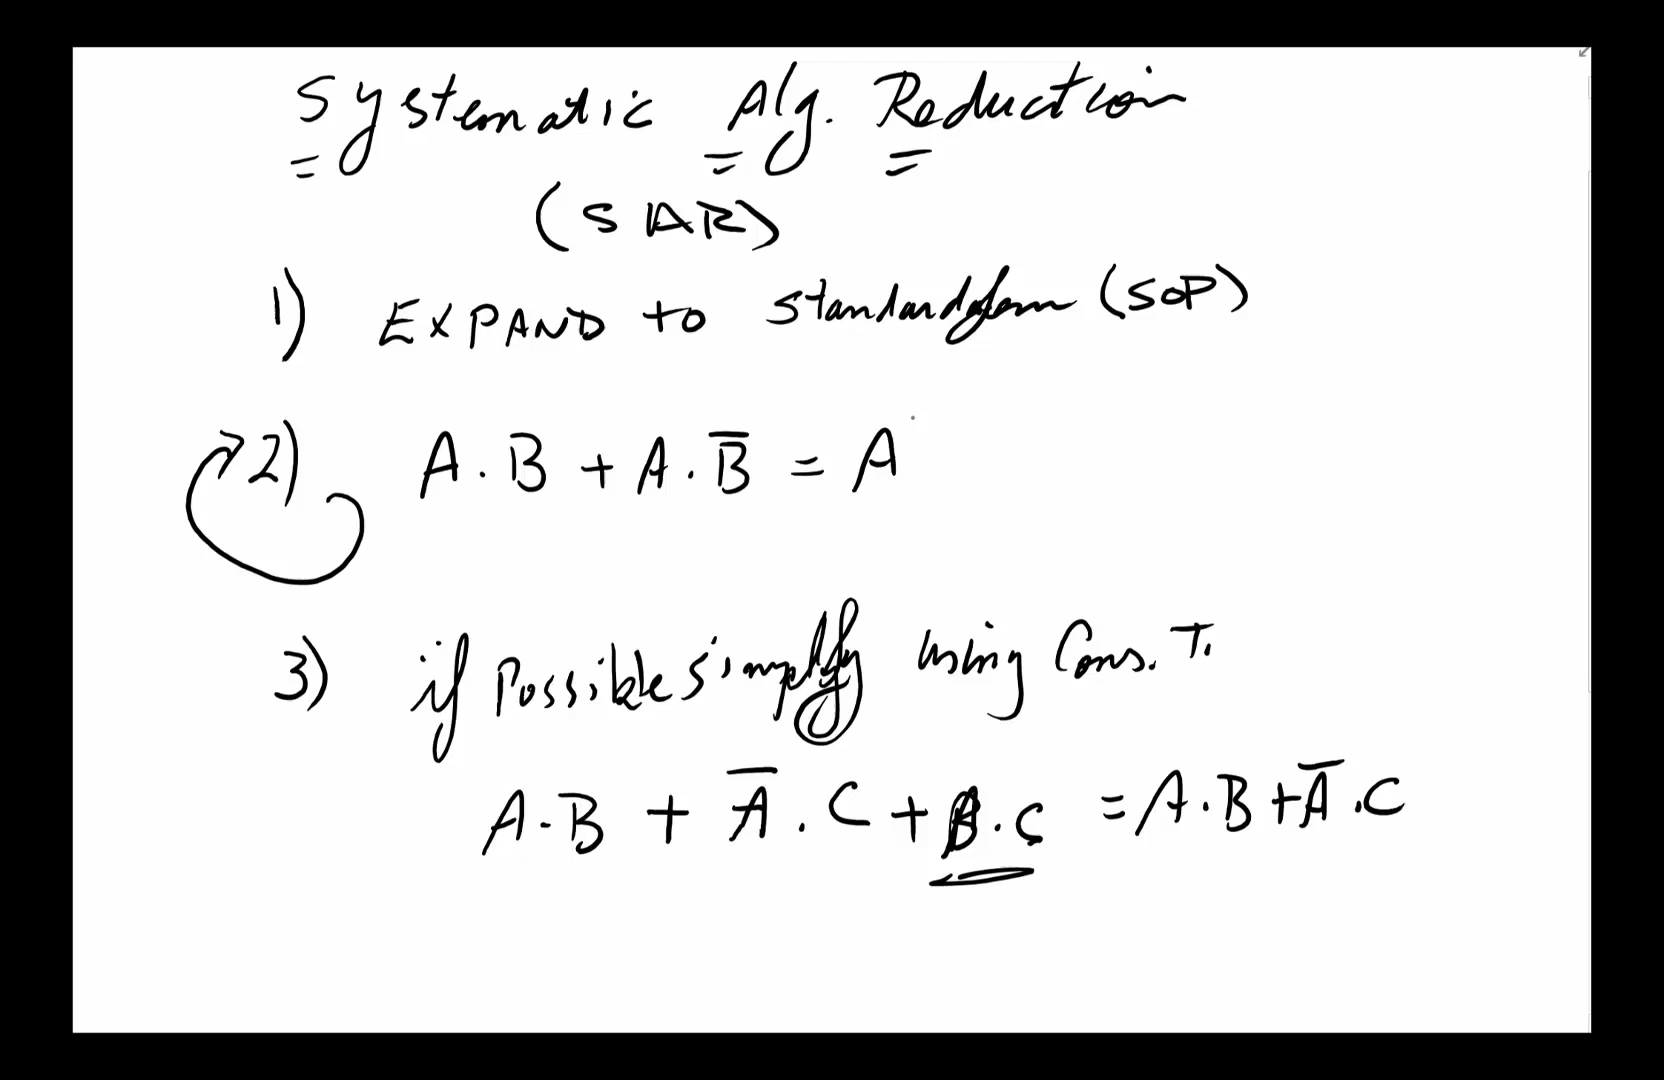 Systematic Alg. Reduction
(SAR)
1) EXPAND to Standard form (SOP)
2) A · B + A · B̅ = A
3) if Possible simplify using Cons. T.
A · B + A̅ . C + B · C = A · B + A̅ . C